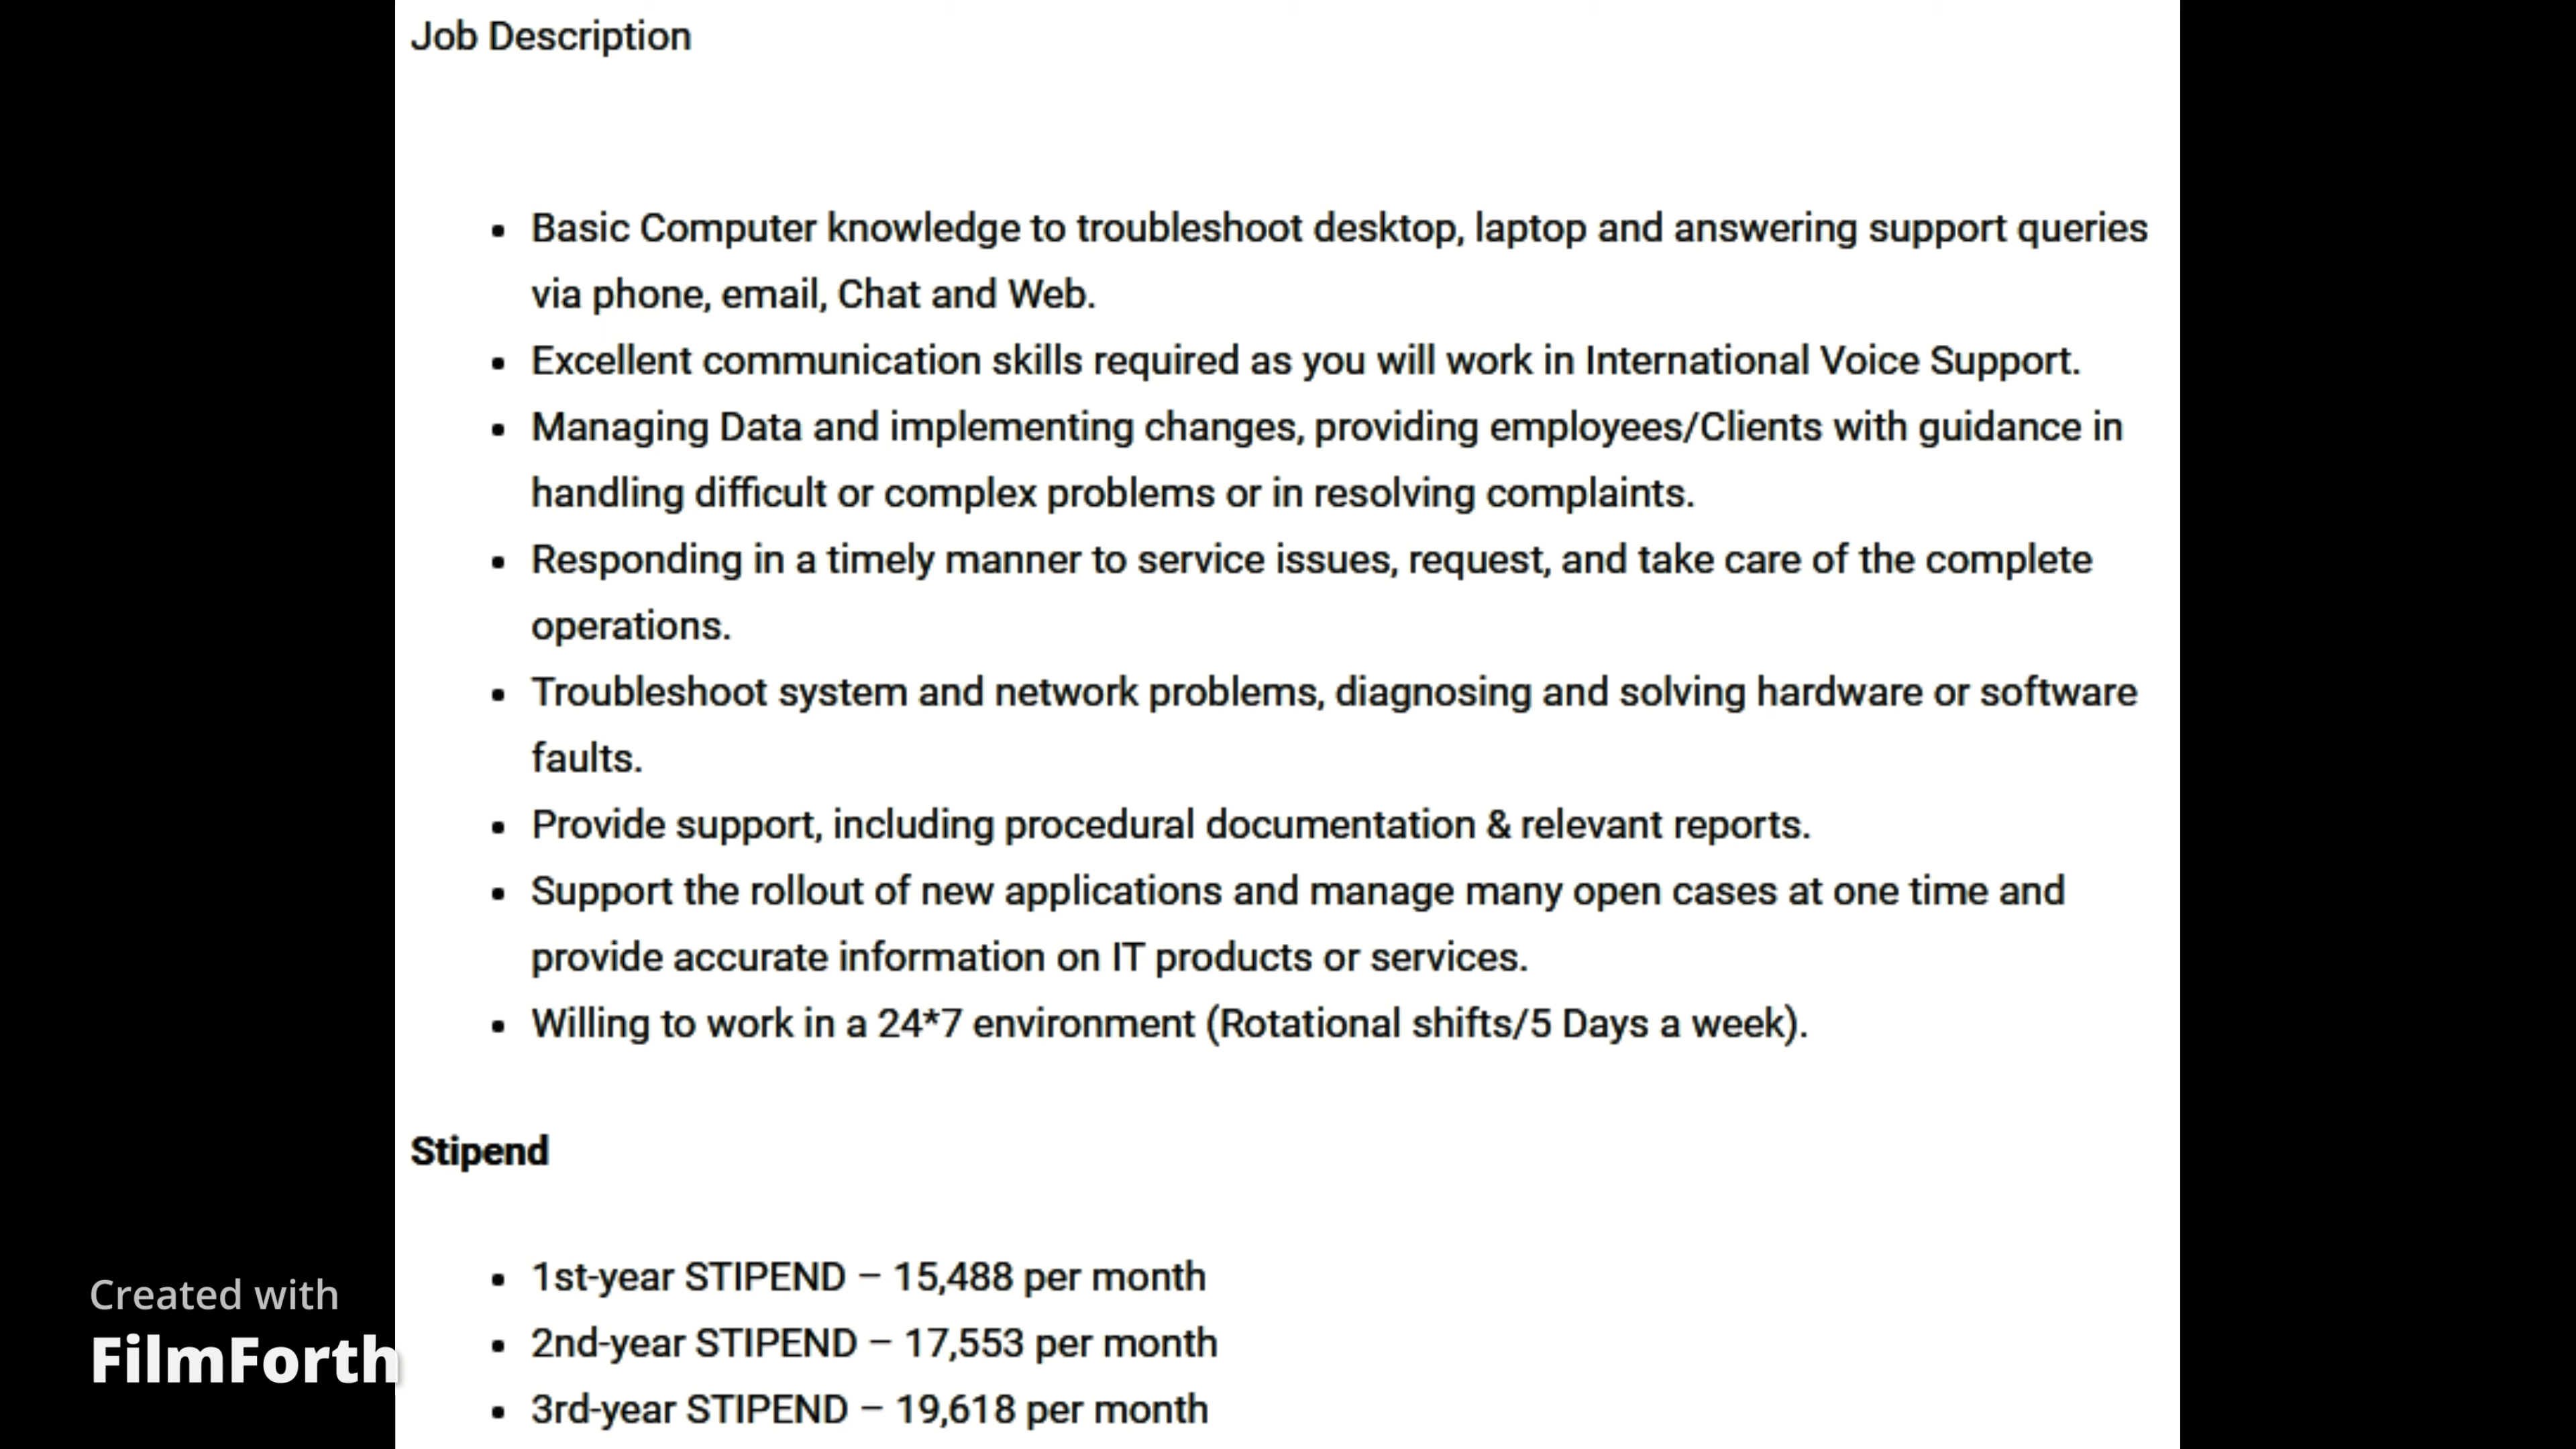 Job Description
• Basic Computer knowledge to troubleshoot desktop, laptop and answering support queries
via phone, email, Chat and Web.
• Excellent communication skills required as you will work in International Voice Support.
• Managing Data and implementing changes, providing employees/Clients with guidance in
handling difficult or complex problems or in resolving complaints.
• Responding in a timely manner to service issues, request, and take care of the complete
operations.
• Troubleshoot system and network problems, diagnosing and solving hardware or software
faults.
• Provide support, including procedural documentation & relevant reports.
• Support the rollout of new applications and manage many open cases at one time and
provide accurate information on IT products or services.
• Willing to work in a 24*7 environment (Rotational shifts/5 Days a week).
Stipend
• 1st-year STIPEND – 15,488 per month
• 2nd-year STIPEND – 17,553 per month
• 3rd-year STIPEND – 19,618 per month
Created with
FilmForth